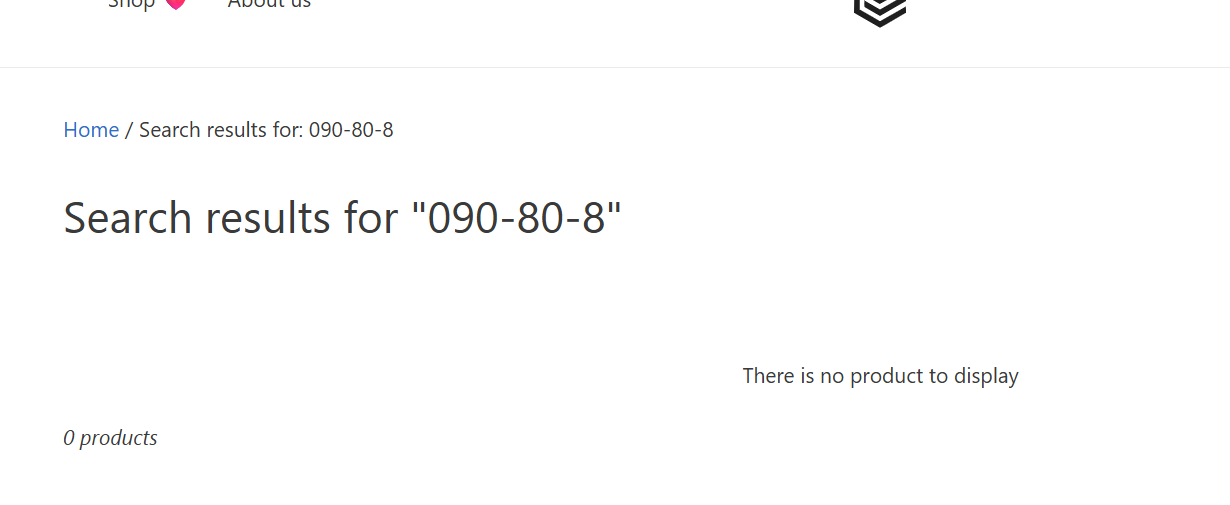 Shop
About us
Home / Search results for: 090-80-8
Search results for "090-80-8"
There is no product to display
0 products